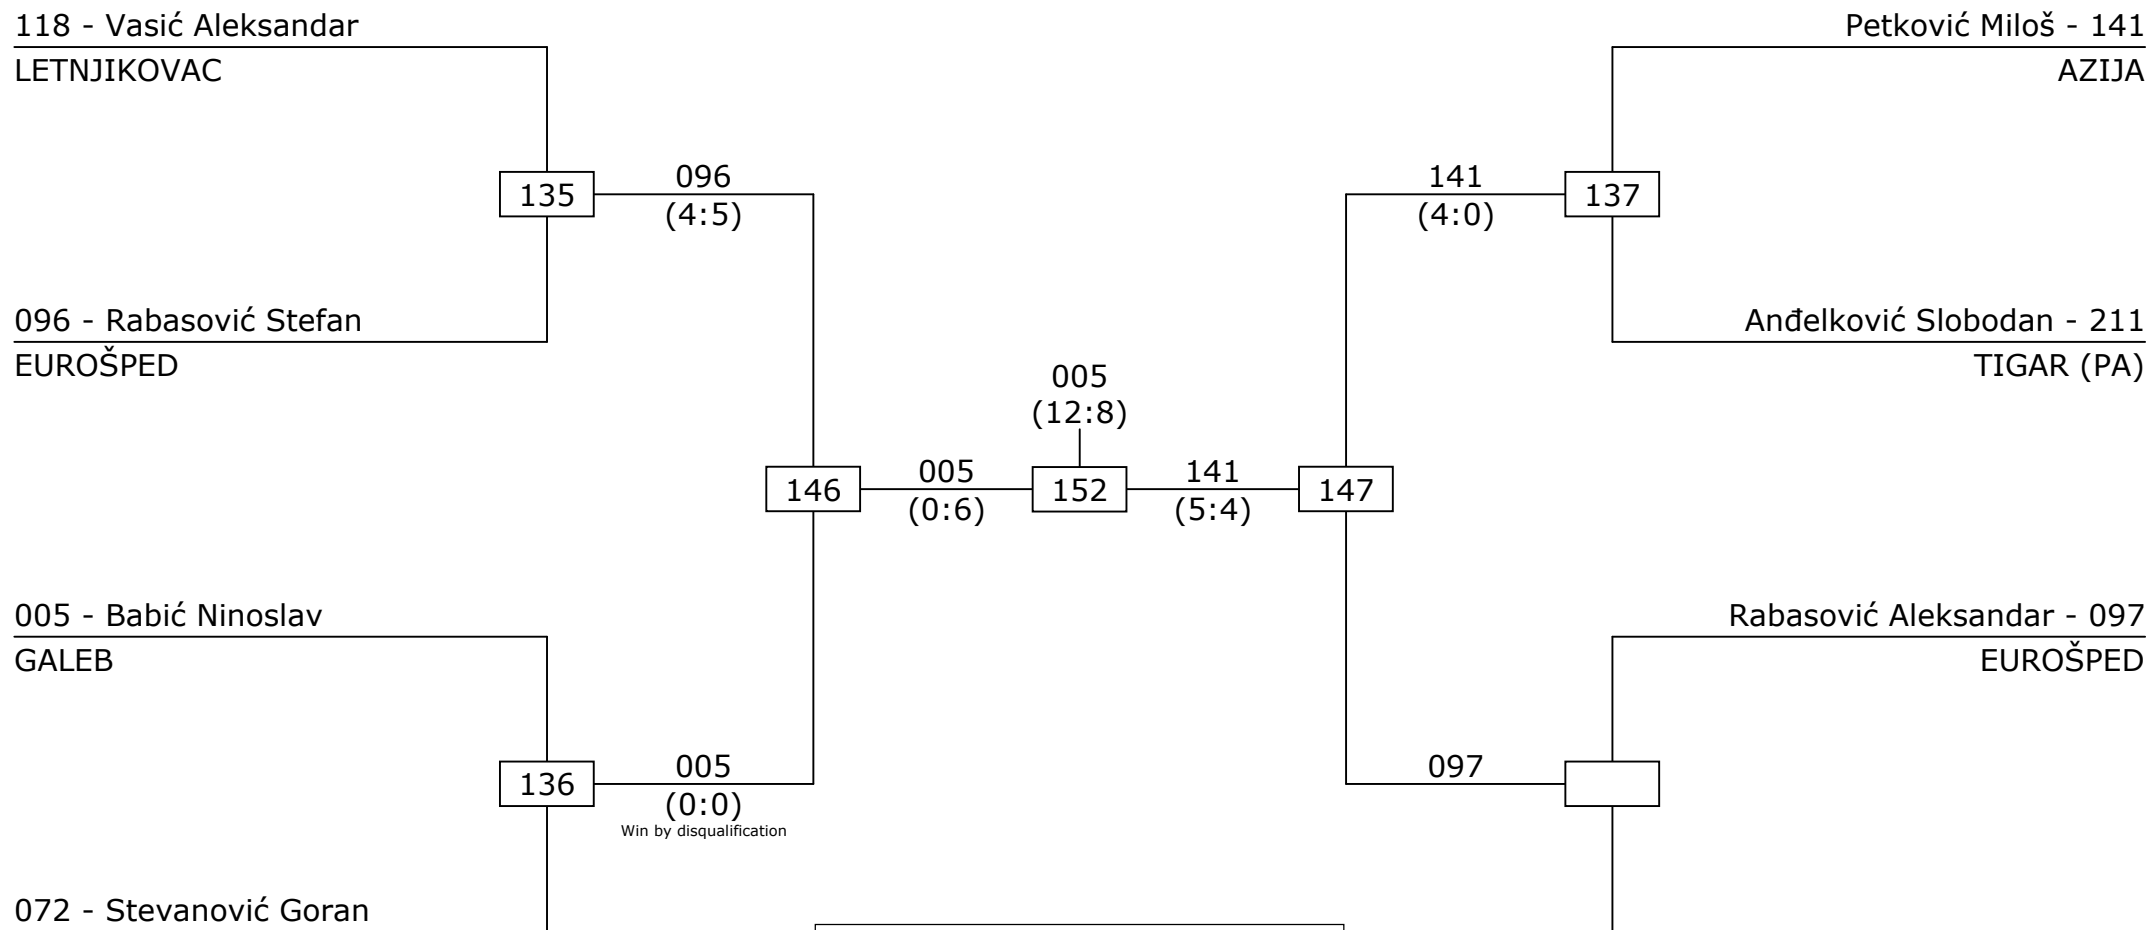 118 - Vasić Aleksandar
LETNJIKOVAC
Petković Miloš - 141
AZIJA
135
096
(4:5)
141
(4:0)
137
096 - Rabasović Stefan
EUROŠPED
Anđelković Slobodan - 211
TIGAR (PA)
005
(12:8)
146
005
(0:6)
152
141
(5:4)
147
005 - Babić Ninoslav
GALEB
Rabasović Aleksandar - 097
EUROŠPED
136
005
(0:0)
Win by disqualification
097
072 - Stevanović Goran